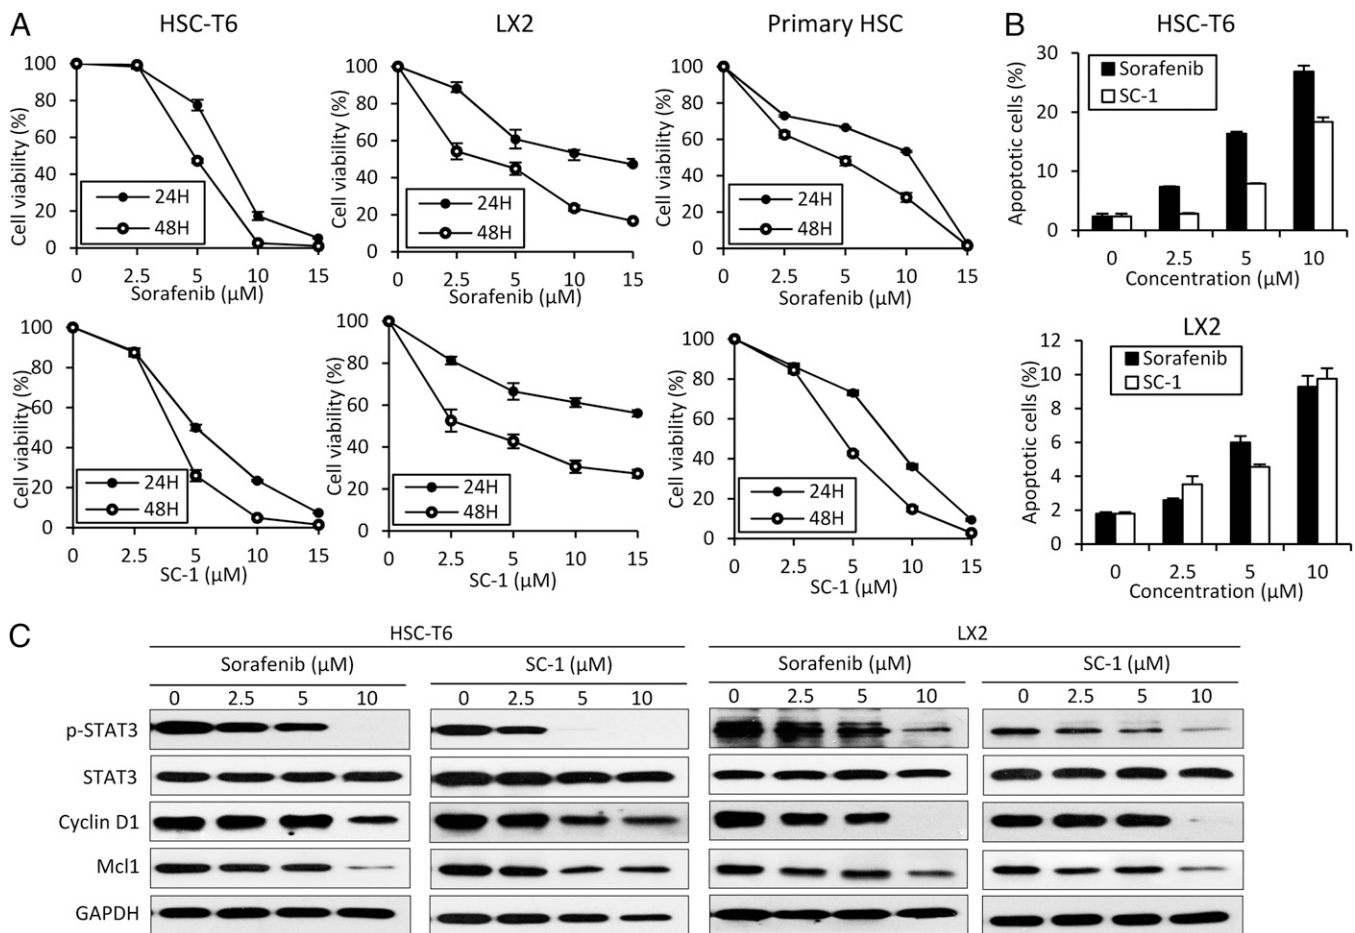 A
HSC-T6
LX2
Primary HSC
B
HSC-T6
100
80
60
40
20
0
Cell viability (%)
24H
48H
0 2.5 5 10 15
Sorafenib (μM)
100
80
60
40
20
0
Cell viability (%)
24H
48H
0 2.5 5 10 15
Sorafenib (μM)
100
80
60
40
20
0
Cell viability (%)
24H
48H
0 2.5 5 10 15
Sorafenib (μM)
30
20
10
0
Apoptotic cells (%)
Sorafenib
SC-1
0 2.5 5 10
Concentration (μM)
100
80
60
40
20
0
Cell viability (%)
24H
48H
0 2.5 5 10 15
SC-1 (μM)
100
80
60
40
20
0
Cell viability (%)
24H
48H
0 2.5 5 10 15
SC-1 (μM)
100
80
60
40
20
0
Cell viability (%)
24H
48H
0 2.5 5 10 15
SC-1 (μM)
LX2
12
10
8
6
4
2
0
Apoptotic cells (%)
Sorafenib
SC-1
0 2.5 5 10
Concentration (μM)
C
HSC-T6
LX2
Sorafenib (μM)
SC-1 (μM)
Sorafenib (μM)
SC-1 (μM)
0 2.5 5 10
0 2.5 5 10
0 2.5 5 10
0 2.5 5 10
p-STAT3
STAT3
Cyclin D1
Mcl1
GAPDH